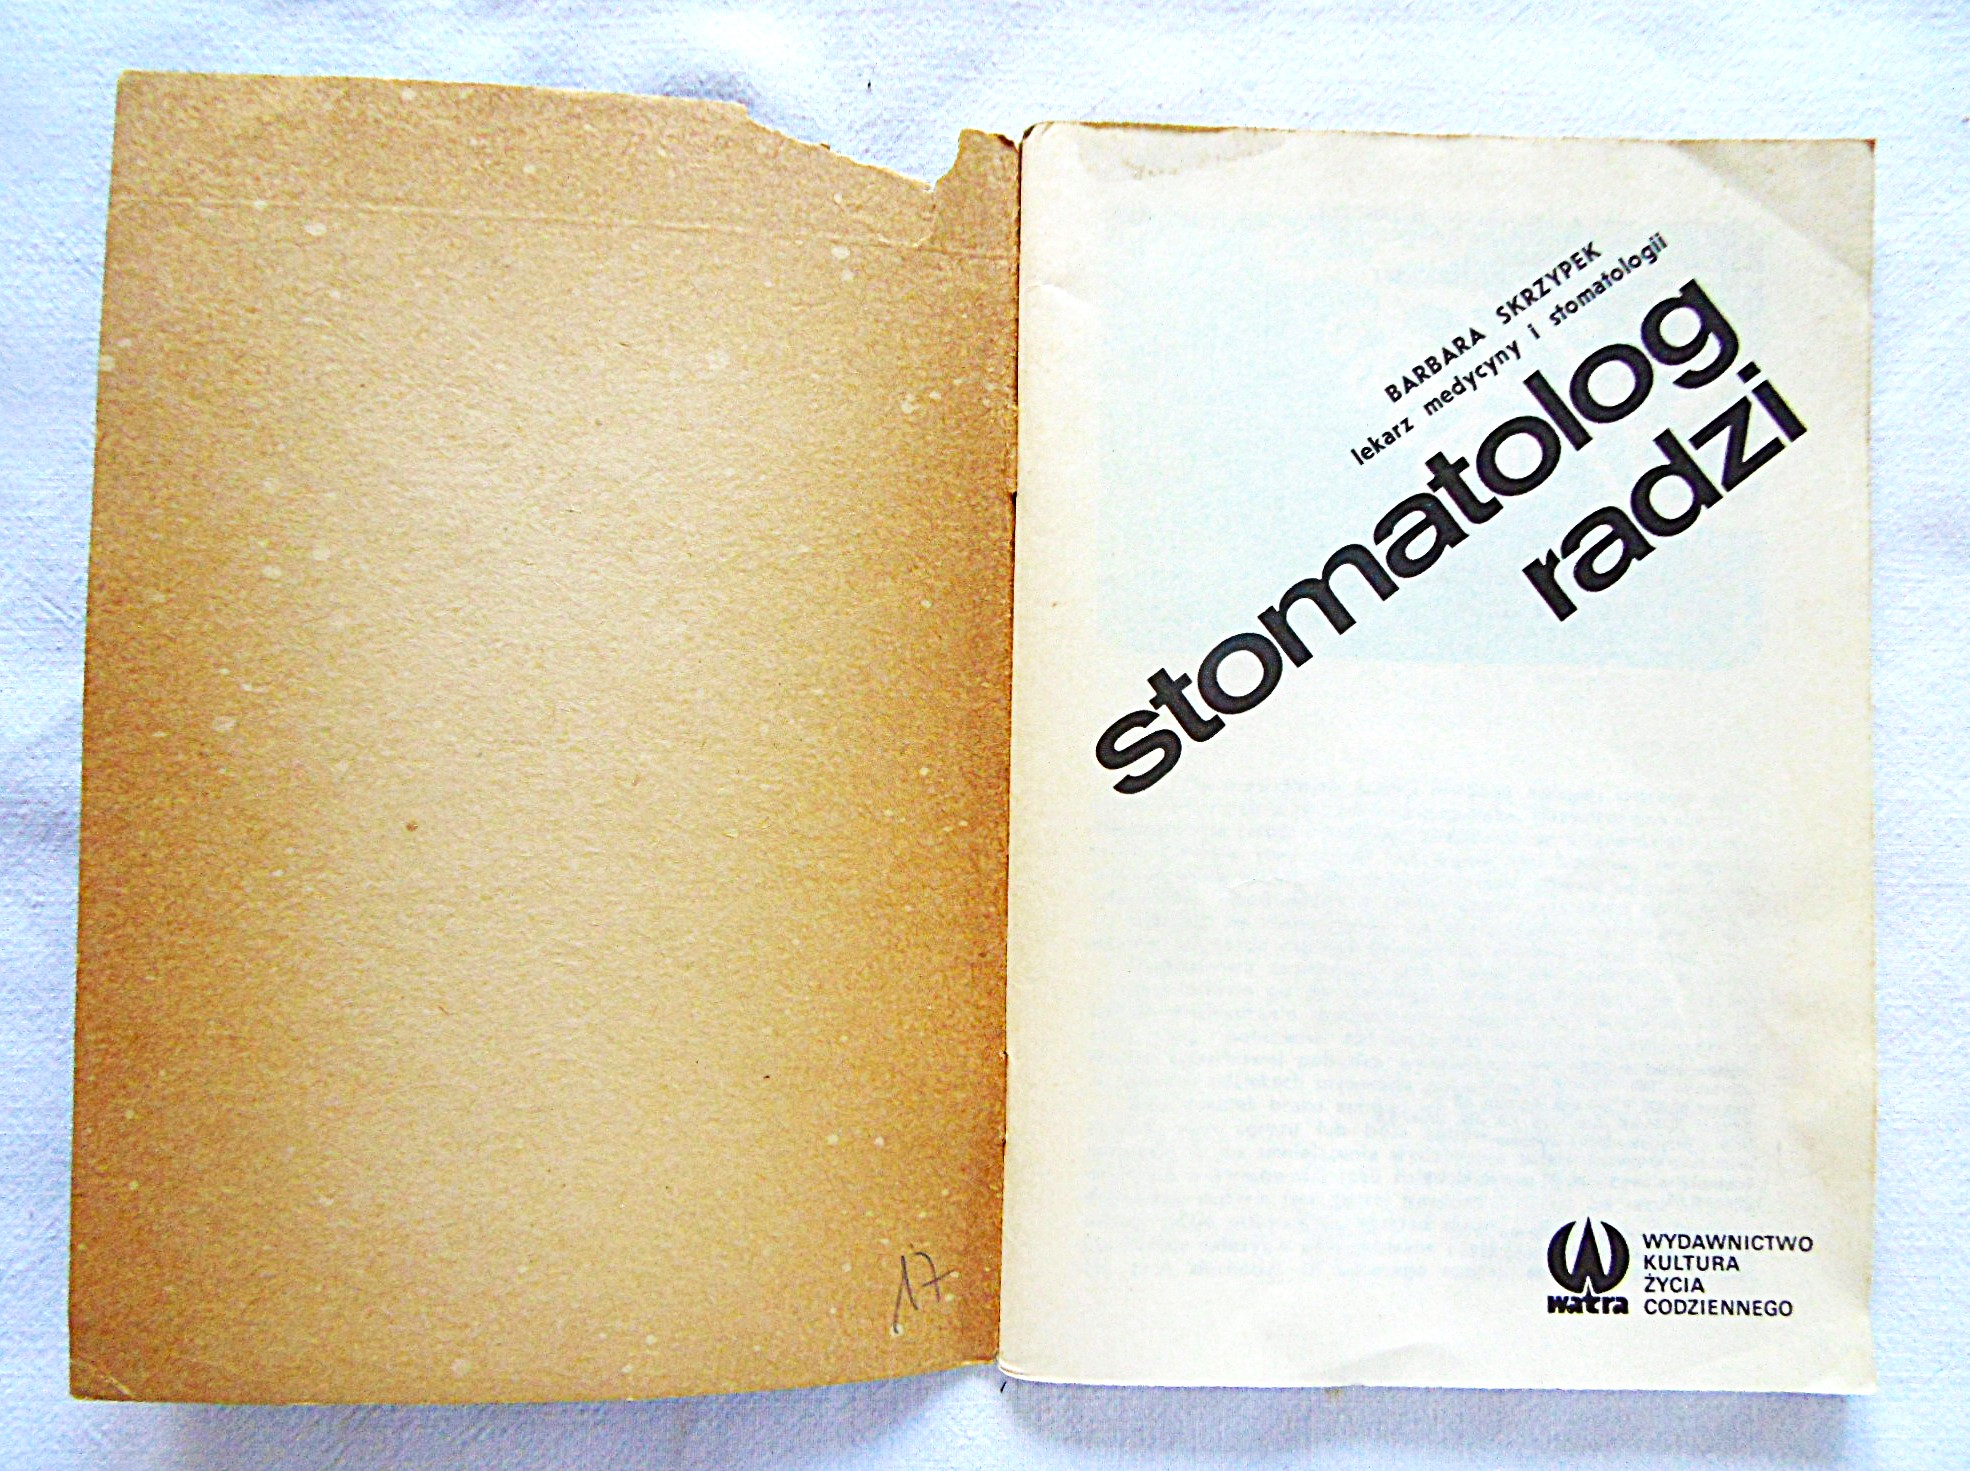 17
BARBARA SKRZYPEK
lekarz medycyny i stomatologii
stomatolog
radzi
watra
WYDAWNICTWO
KULTURA
ŻYCIA
CODZIENNEGO